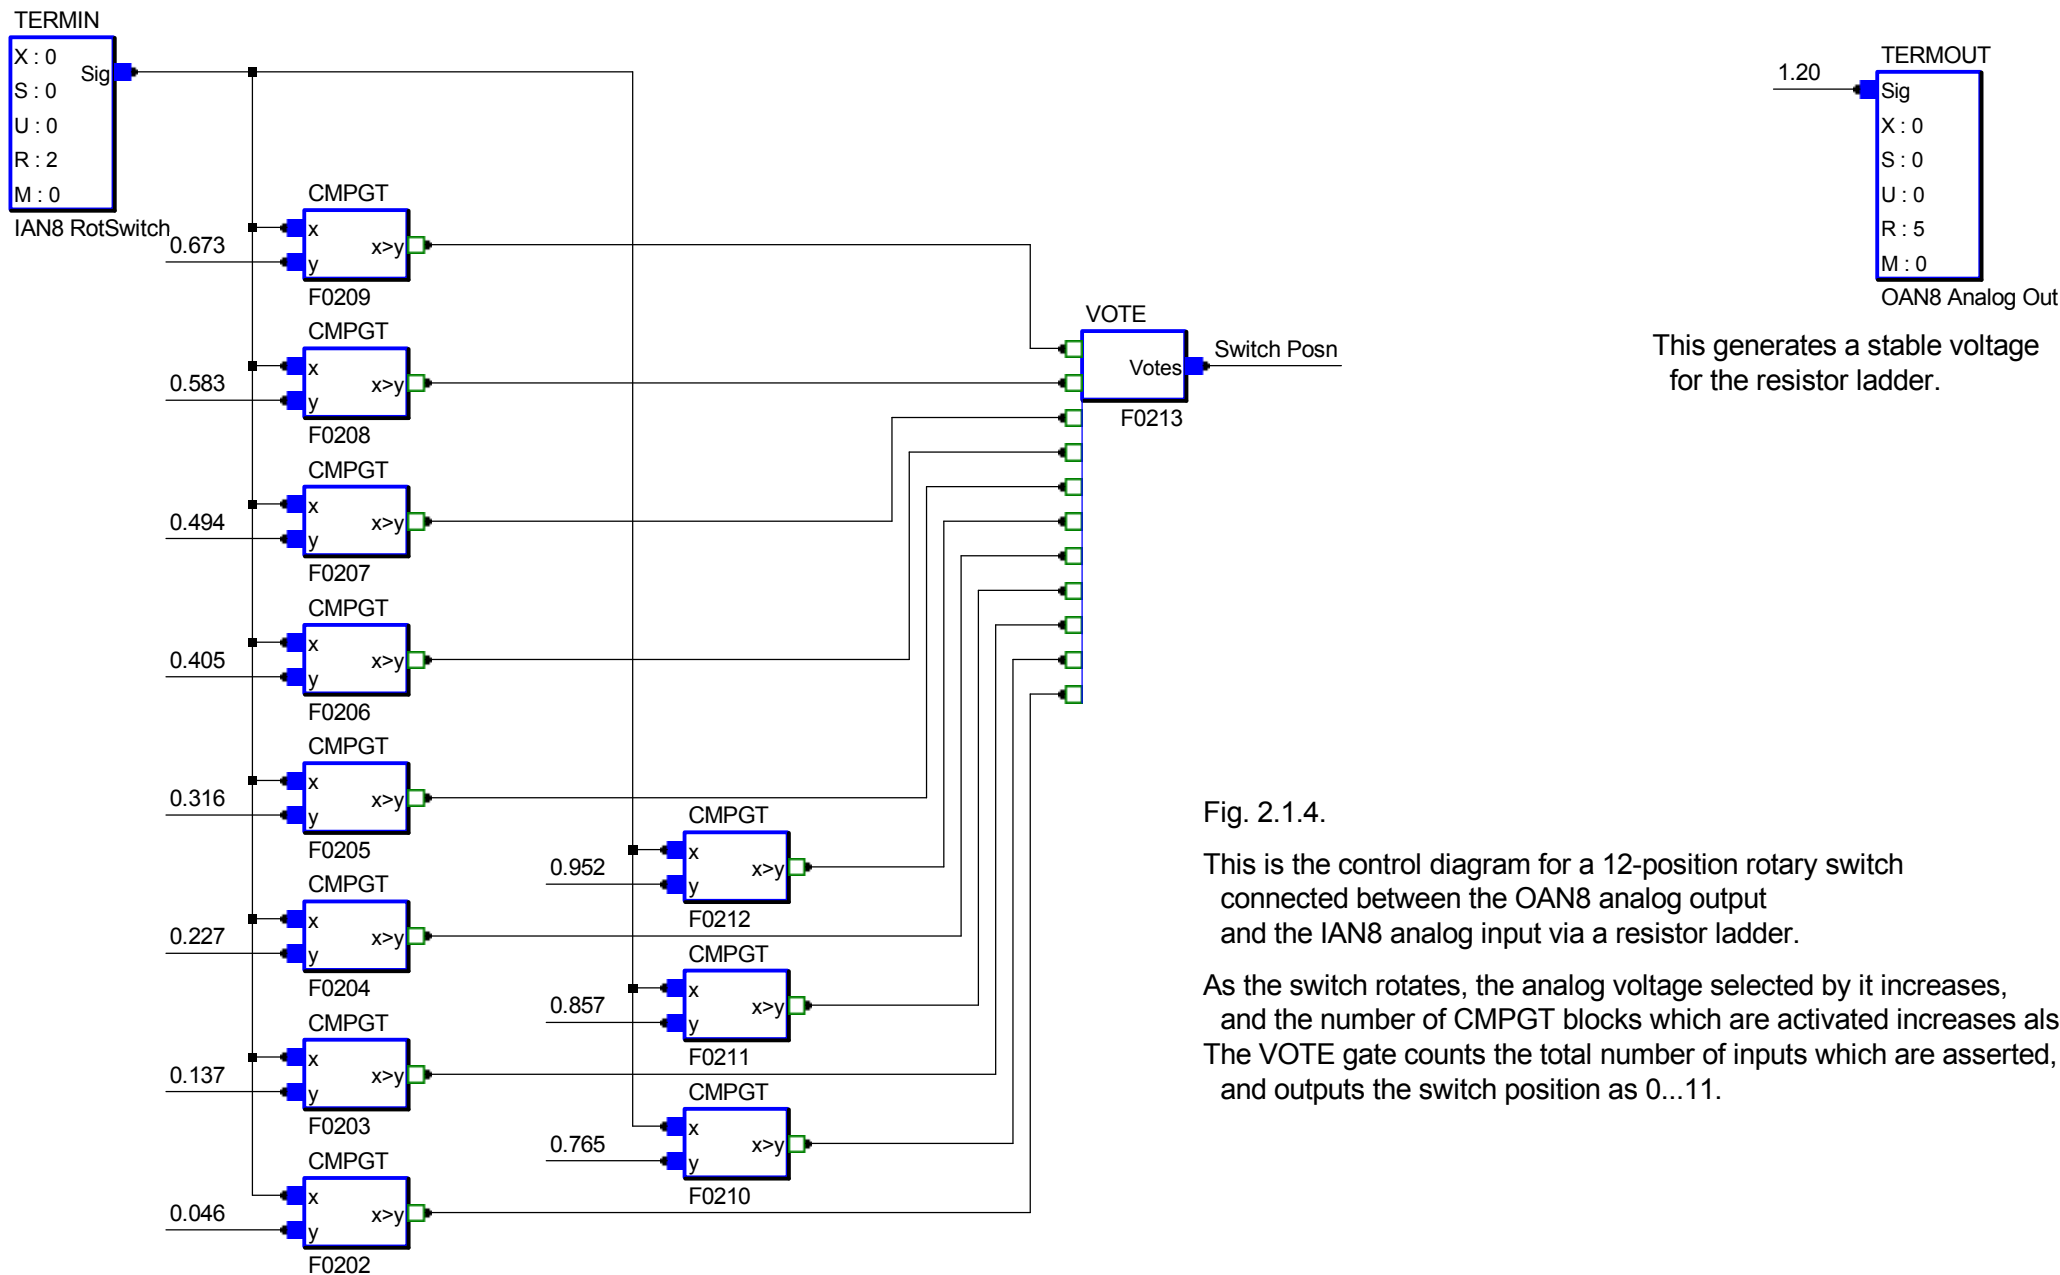 TERMIN
X : 0
Sig
S : 0
U : 0
R : 2
M : 0
IAN8 RotSwitch
CMPGT
x
x>y
0.673
y
F0209
CMPGT
x
x>y
0.583
y
F0208
CMPGT
x
x>y
0.494
y
F0207
CMPGT
x
x>y
0.405
y
F0206
CMPGT
x
x>y
0.316
y
F0205
CMPGT
x
x>y
0.227
y
F0204
CMPGT
x
x>y
0.137
y
F0203
CMPGT
x
x>y
0.046
y
F0202
CMPGT
x
x>y
0.952
y
F0212
CMPGT
x
x>y
0.857
y
F0211
CMPGT
x
x>y
0.765
y
F0210
VOTE
Votes
Switch Posn
F0213
TERMOUT
1.20
Sig
X : 0
S : 0
U : 0
R : 5
M : 0
OAN8 Analog Out
This generates a stable voltage
for the resistor ladder.
Fig. 2.1.4.
This is the control diagram for a 12-position rotary switch
connected between the OAN8 analog output
and the IAN8 analog input via a resistor ladder.
As the switch rotates, the analog voltage selected by it increases,
and the number of CMPGT blocks which are activated increases als
The VOTE gate counts the total number of inputs which are asserted,
and outputs the switch position as 0...11.